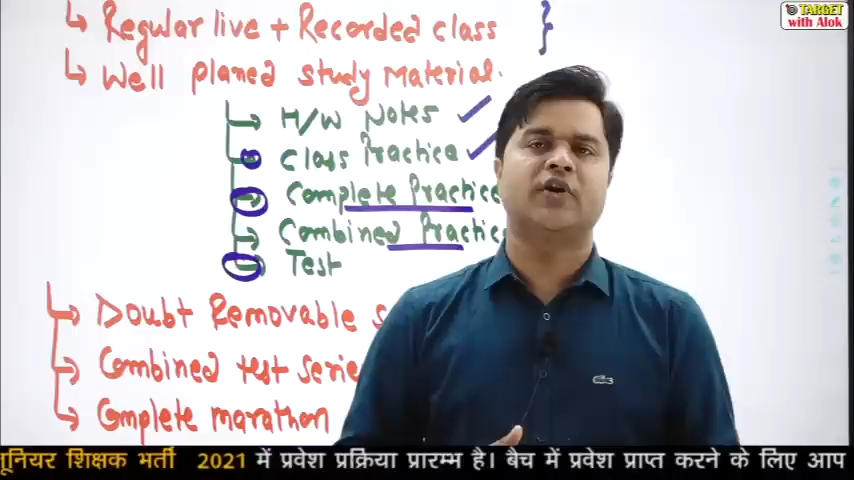 TARGET
with Alok
↳ Regular live + Recorded class }
↳ Well planed study Material.
→ H/W Notes ✓
→ Class Practice ✓
→ Complete Practice
→ Combined Practic
→ Test
→ Doubt Removable s
→ Combined test serie
→ Complete marathon
ूनियर शिक्षक भर्ती 2021 में प्रवेश प्रक्रिया प्रारम्भ है। बैच में प्रवेश प्राप्त करने के लिए आप